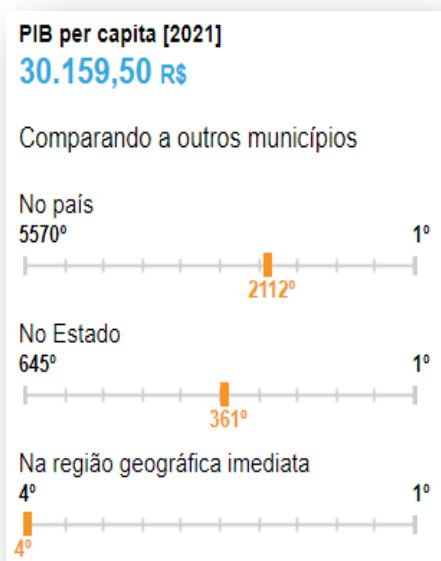 PIB per capita [2021]
30.159,50 R$
Comparando a outros municípios
No país
5570º 1º
2112º
No Estado
645º 1º
361º
Na região geográfica imediata
4º 1º
4º